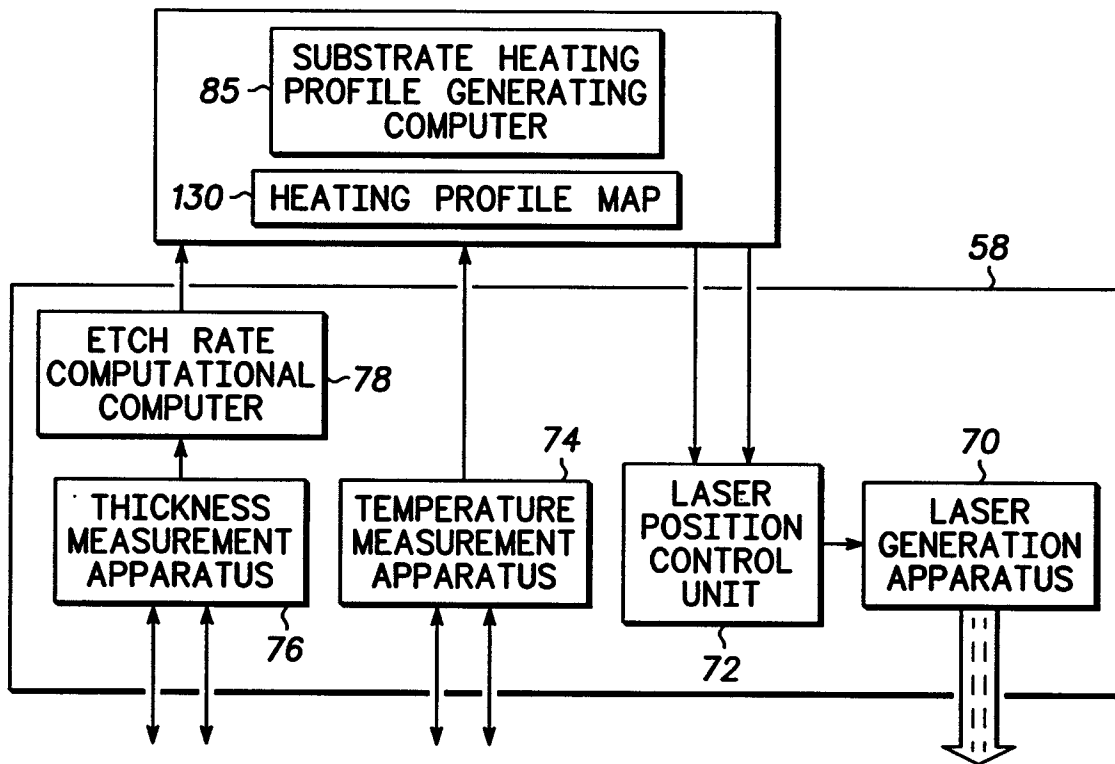 SUBSTRATE HEATING
PROFILE GENERATING
COMPUTER
85
130
HEATING PROFILE MAP
58
ETCH RATE
COMPUTATIONAL
COMPUTER
78
74
70
THICKNESS
MEASUREMENT
APPARATUS
76
TEMPERATURE
MEASUREMENT
APPARATUS
LASER
POSITION
CONTROL
UNIT
72
LASER
GENERATION
APPARATUS